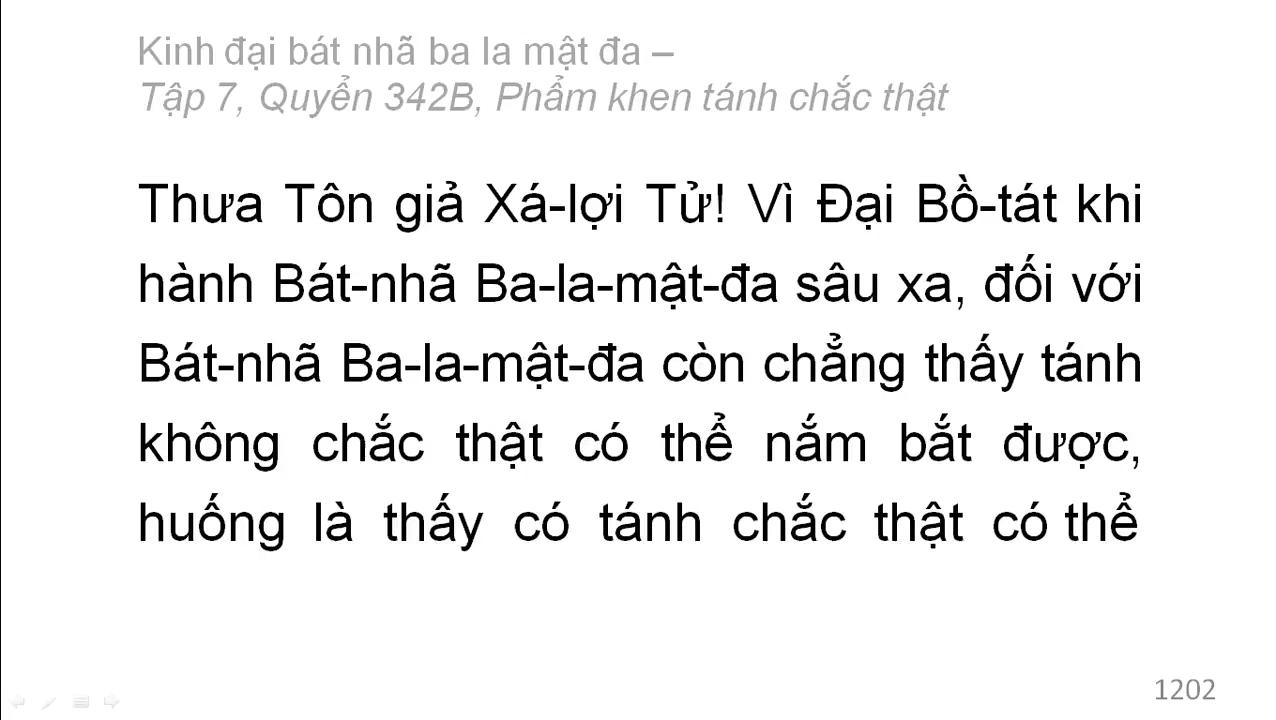 Kinh đại bát nhã ba la mật đa –
Tập 7, Quyển 342B, Phẩm khen tánh chắc thật
Thưa Tôn giả Xá-lợi Tử! Vì Đại Bồ-tát khi
hành Bát-nhã Ba-la-mật-đa sâu xa, đối với
Bát-nhã Ba-la-mật-đa còn chẳng thấy tánh
không chắc thật có thể nắm bắt được,
huống là thấy có tánh chắc thật có thể
1202